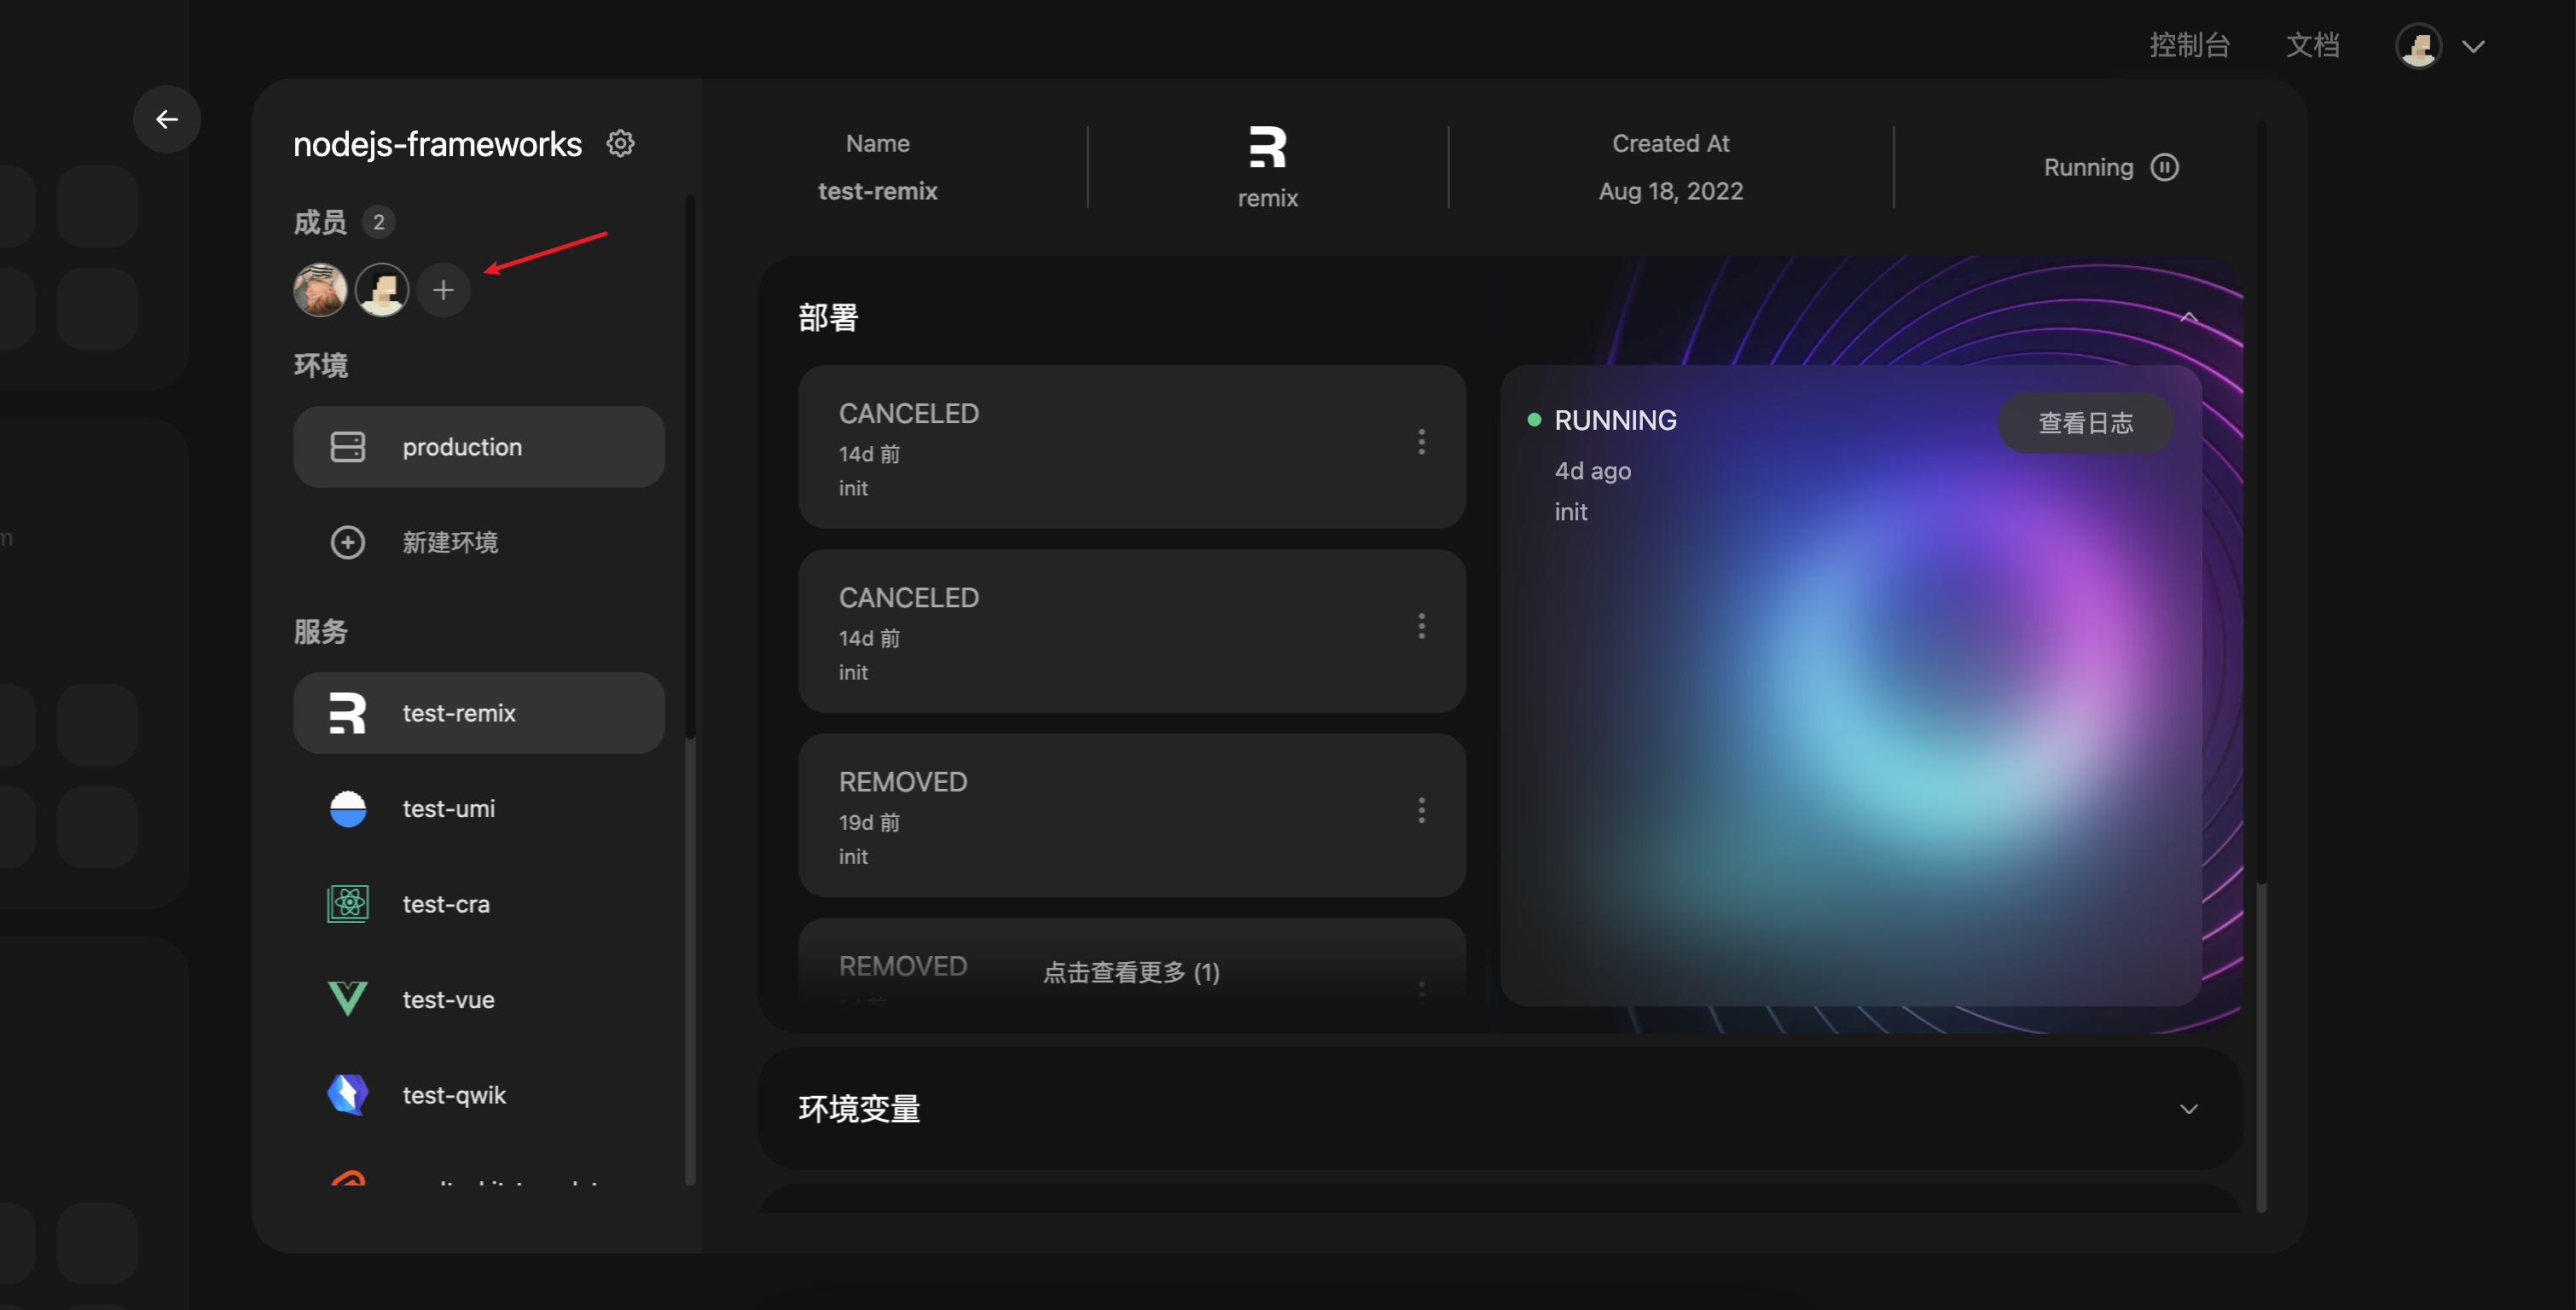 控制台 文档
nodejs-frameworks
成员 2
环境
production
新建环境
服务
test-remix
test-umi
test-cra
test-vue
test-qwik
Name
test-remix
remix
Created At
Aug 18, 2022
Running
部署
CANCELED
14d 前
init
CANCELED
14d 前
init
REMOVED
19d 前
init
REMOVED
点击查看更多 (1)
RUNNING
查看日志
4d ago
init
环境变量